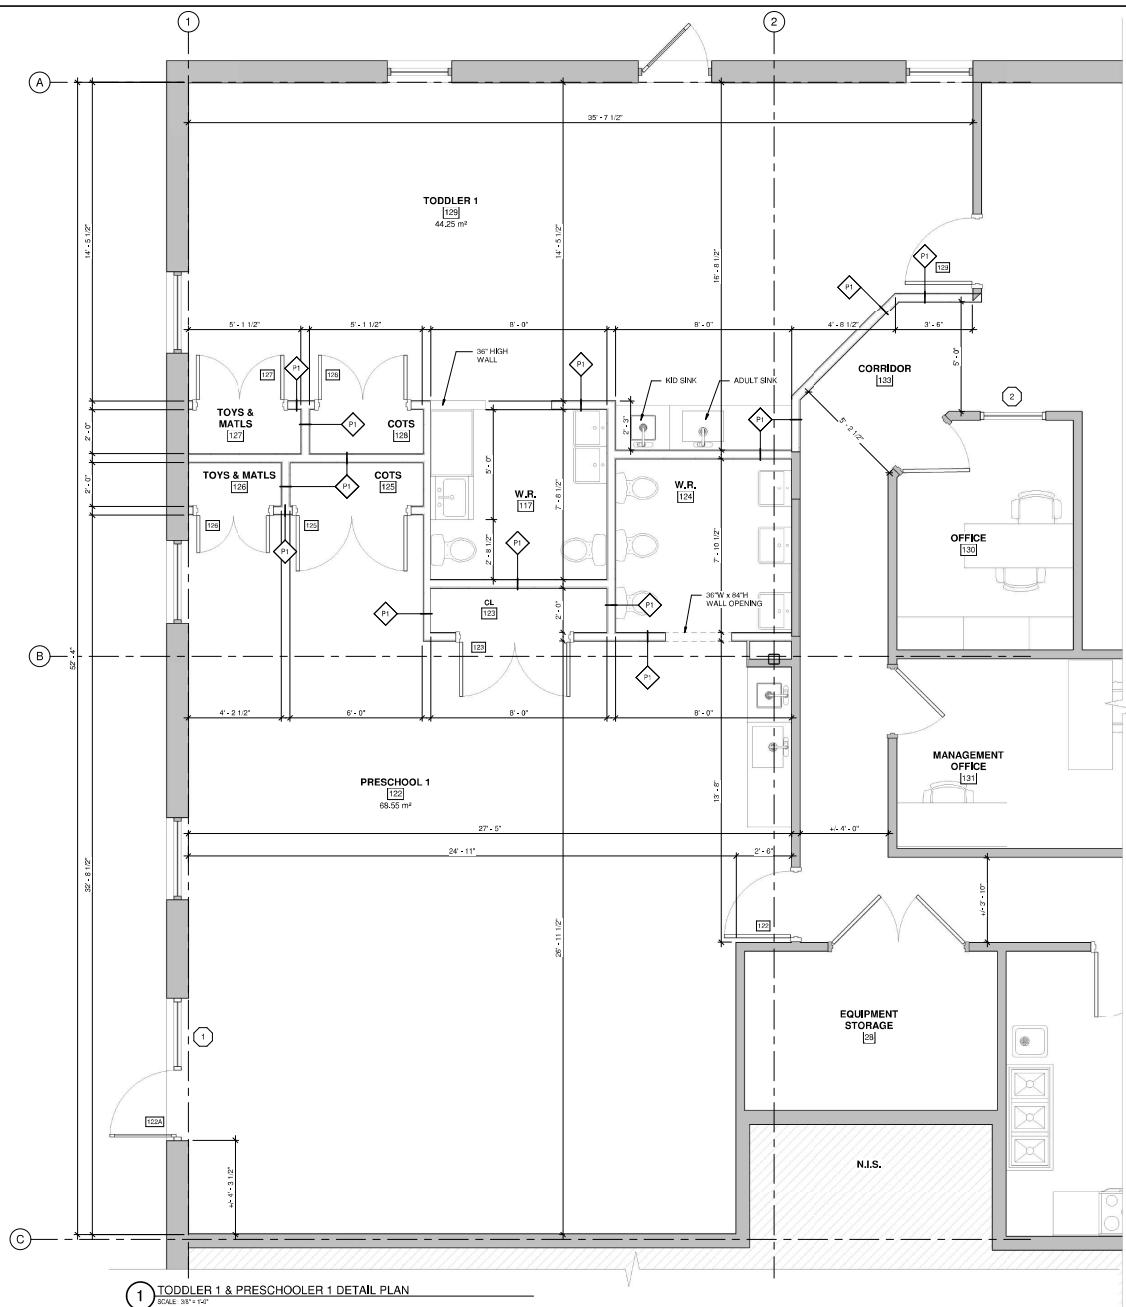 1
2
A
35' - 7 1/2"
TODDLER 1
129
44.25 m²
14' - 5 1/2"
14' - 5 1/2"
16' - 8 1/2"
P1
129
P1
5' - 1 1/2"
5' - 1 1/2"
8' - 0"
8' - 0"
4' - 8 1/2"
3' - 6"
36" HIGH
WALL
P1
127
128
P1
KID SINK
ADULT SINK
CORRIDOR
133
5' - 0"
2
TOYS &
MATLS
127
COTS
128
P1
2' - 0"
2' - 3"
P1
5' - 2 1/2"
TOYS & MATLS
126
COTS
125
P1
2' - 0"
5' - 0"
W.R.
117
7' - 8 1/2"
W.R.
124
126
125
P1
P1
2' - 8 1/2"
7' - 10 1/2"
OFFICE
130
36"W x 84"H
WALL OPENING
CL
123
P1
2' - 0"
P1
123
P1
B
52' - 4"
4' - 2 1/2"
6' - 0"
8' - 0"
8' - 0"
MANAGEMENT
OFFICE
131
PRESCHOOL 1
122
68.55 m²
13' - 8"
27' - 5"
+/- 4' - 0"
24' - 11"
2' - 6"
32' - 8 1/2"
26' - 11 1/2"
+/- 3' - 10"
122
EQUIPMENT
STORAGE
28
1
122A
+/- 4' - 3 1/2"
N.I.S.
C
1
TODDLER 1 & PRESCHOOLER 1 DETAIL PLAN
SCALE: 3/8" = 1'-0"